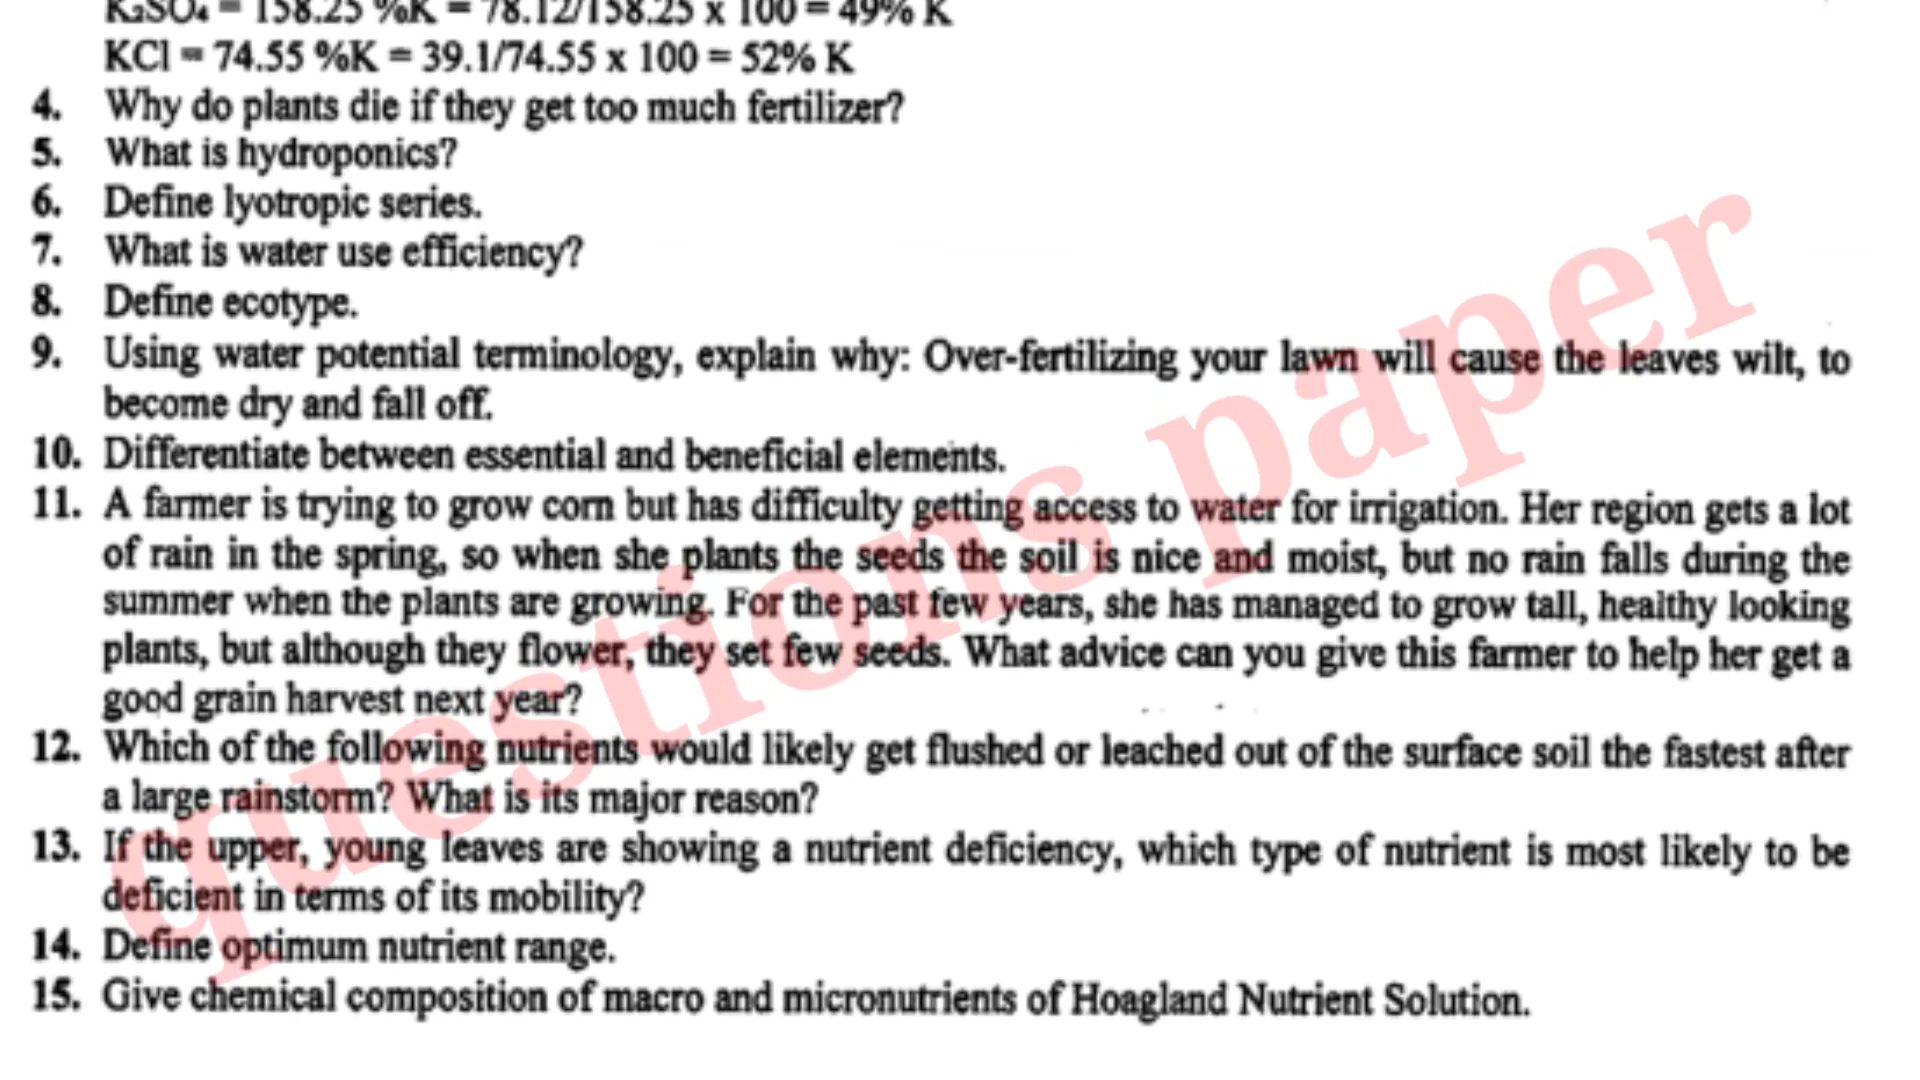 K₂SO₄ = 158.25 %K = 78.12/158.25 x 100 = 49% K
KCl = 74.55 %K = 39.1/74.55 x 100 = 52% K
4. Why do plants die if they get too much fertilizer?
5. What is hydroponics?
6. Define lyotropic series.
7. What is water use efficiency?
8. Define ecotype.
9. Using water potential terminology, explain why: Over-fertilizing your lawn will cause the leaves wilt, to
become dry and fall off.
10. Differentiate between essential and beneficial elements.
11. A farmer is trying to grow corn but has difficulty getting access to water for irrigation. Her region gets a lot
of rain in the spring, so when she plants the seeds the soil is nice and moist, but no rain falls during the
summer when the plants are growing. For the past few years, she has managed to grow tall, healthy looking
plants, but although they flower, they set few seeds. What advice can you give this farmer to help her get a
good grain harvest next year?
12. Which of the following nutrients would likely get flushed or leached out of the surface soil the fastest after
a large rainstorm? What is its major reason?
13. If the upper, young leaves are showing a nutrient deficiency, which type of nutrient is most likely to be
deficient in terms of its mobility?
14. Define optimum nutrient range.
15. Give chemical composition of macro and micronutrients of Hoagland Nutrient Solution.
questions paper